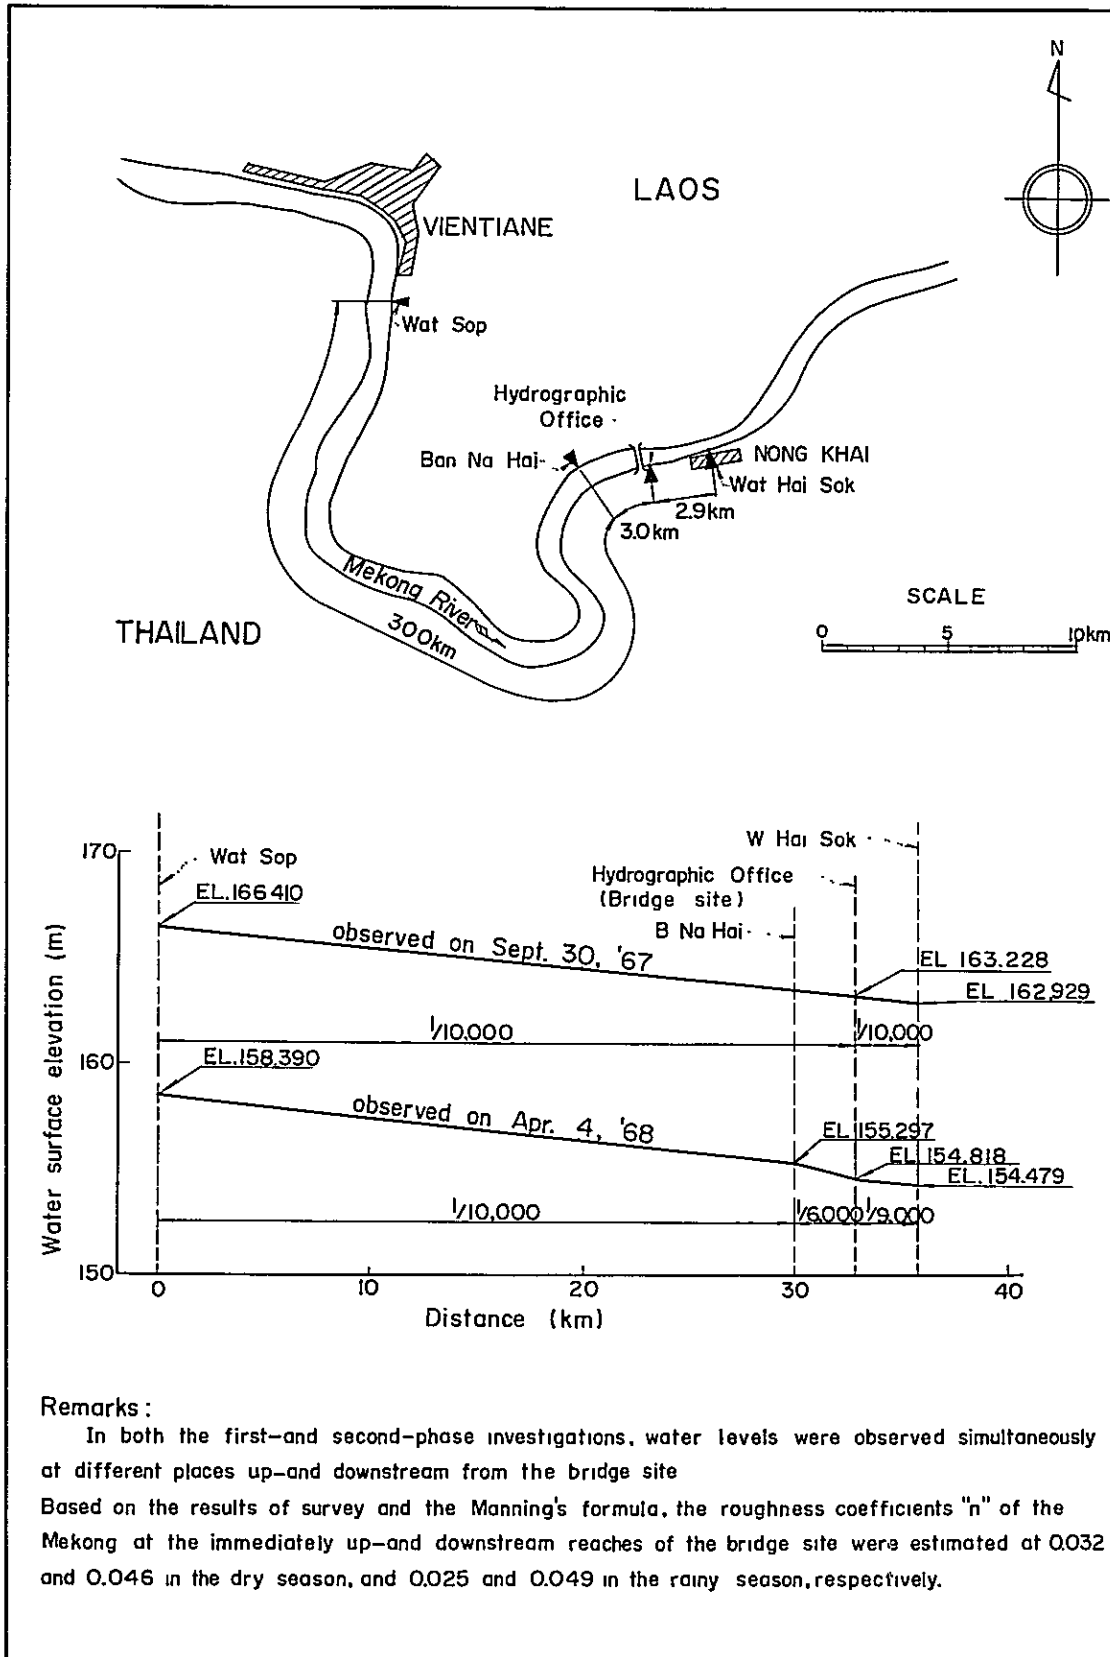 N
LAOS
VIENTIANE
Wat Sop
Hydrographic
Office
Ban Na Hai
NONG KHAI
Wat Hai Sok
2.9km
3.0km
Mekong River
300km
THAILAND
SCALE
0 5 10km
W Hai Sok
170
Wat Sop
Hydrographic Office
(Bridge site)
EL.166410
B Na Hai
observed on Sept. 30, '67
EL 163.228
EL 162,929
1/10,000 1/10,000
160
EL.158.390
observed on Apr. 4, '68
EL 155.297
EL 154.818
EL.154.479
1/10,000 1/6,000 1/9,000
150
0 10 20 30 40
Water surface elevation (m)
Distance (km)
Remarks :
In both the first-and second-phase investigations, water levels were observed simultaneously
at different places up-and downstream from the bridge site
Based on the results of survey and the Manning's formula, the roughness coefficients "n" of the
Mekong at the immediately up-and downstream reaches of the bridge site were estimated at 0.032
and 0.046 in the dry season, and 0.025 and 0.049 in the rainy season, respectively.